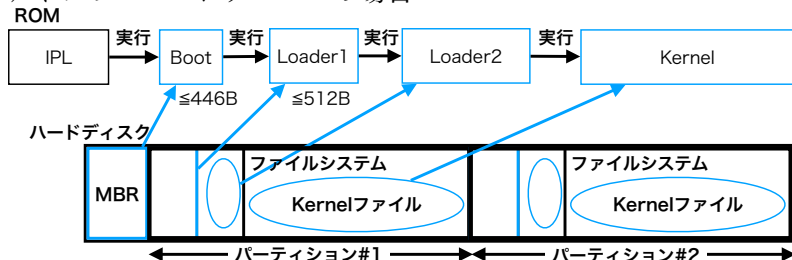 ROM
IPL 実行 Boot 実行 Loader1 実行 Loader2 実行 Kernel
≦446B ≦512B
ハードディスク
MBR ファイルシステム ファイルシステム
Kernelファイル Kernelファイル
パーティション#1 パーティション#2